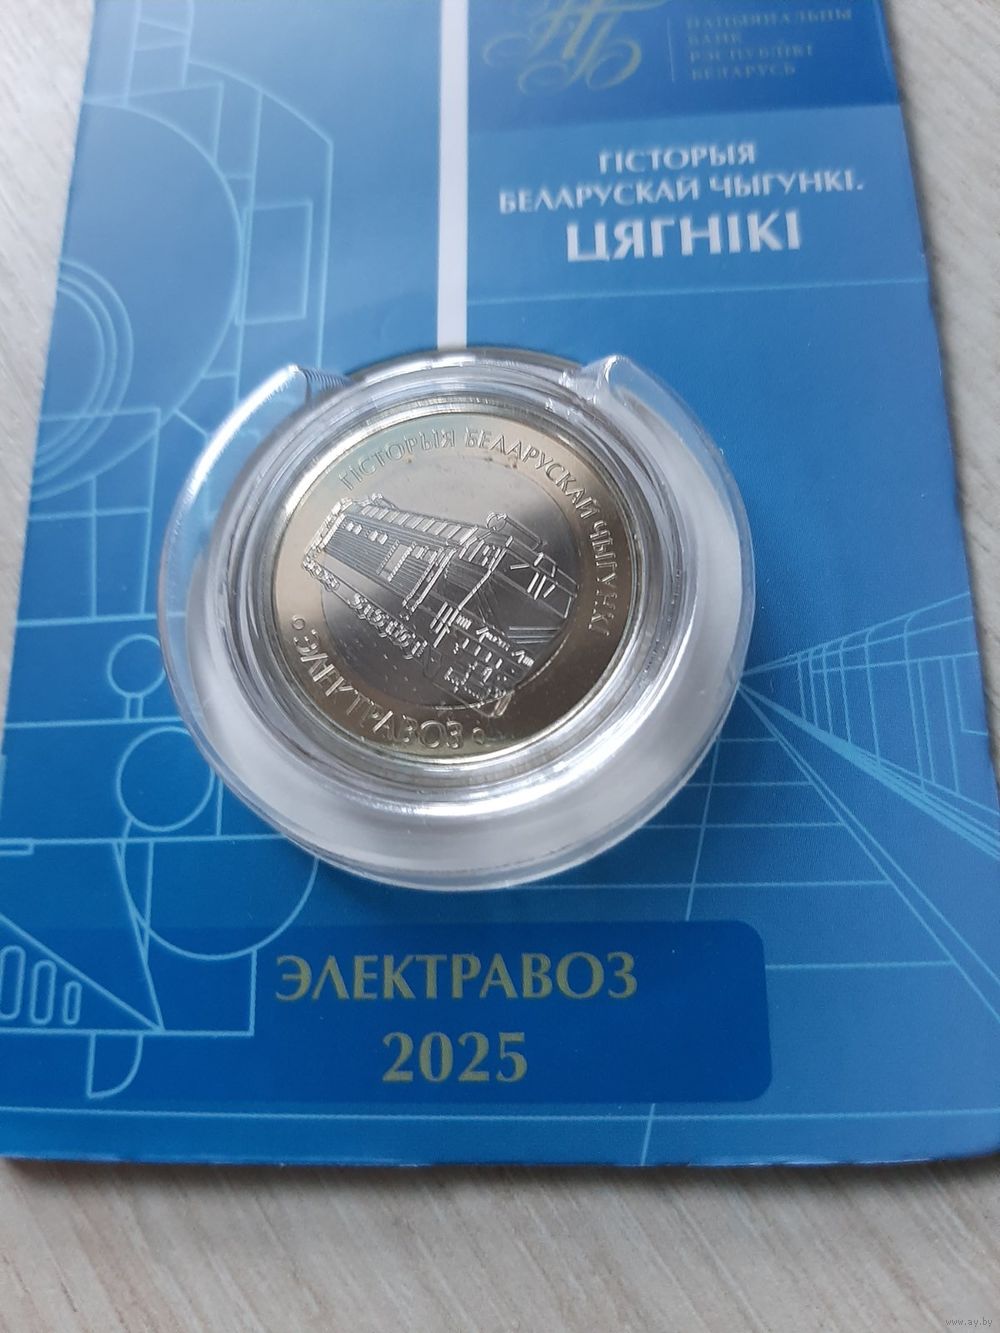 НАЦЫЯНАЛЬНЫ
БАНК
РЭСПУБЛІКІ
БЕЛАРУСЬ
ГІСТОРЫЯ
БЕЛАРУСКАЙ ЧЫГУНКІ.
ЦЯГНІКІ
ГІСТОРЫЯ БЕЛАРУСКАЙ ЧЫГУНКІ
ЭЛЕКТРАВОЗ
ЭЛЕКТРАВОЗ
2025
www.ay.by